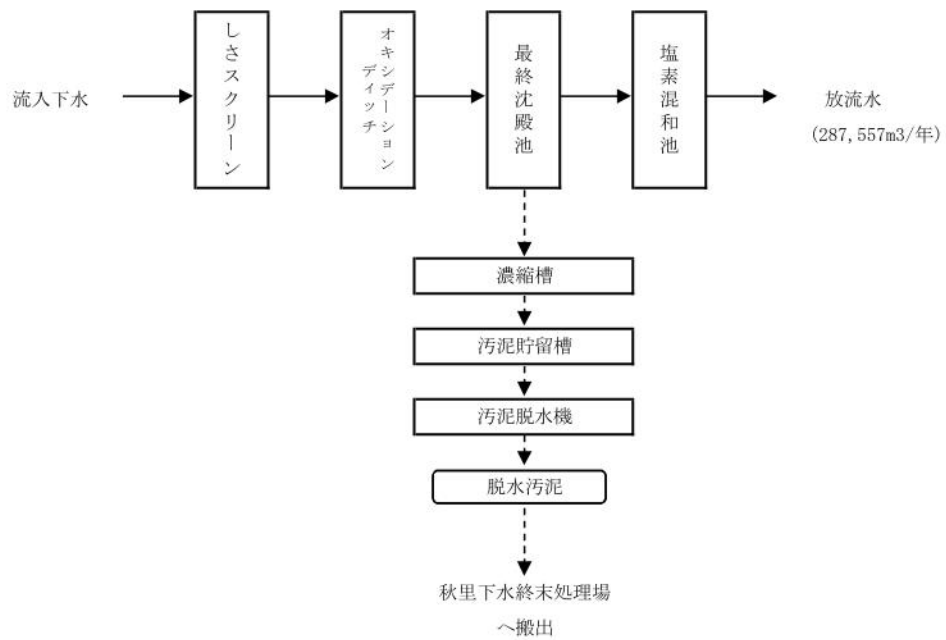 流入下水
しさスクリーン
オキシデーション
ディッチ
最終沈殿池
塩素混和池
放流水
(287,557m3/年)
濃縮槽
汚泥貯留槽
汚泥脱水機
脱水汚泥
秋里下水終末処理場
へ搬出